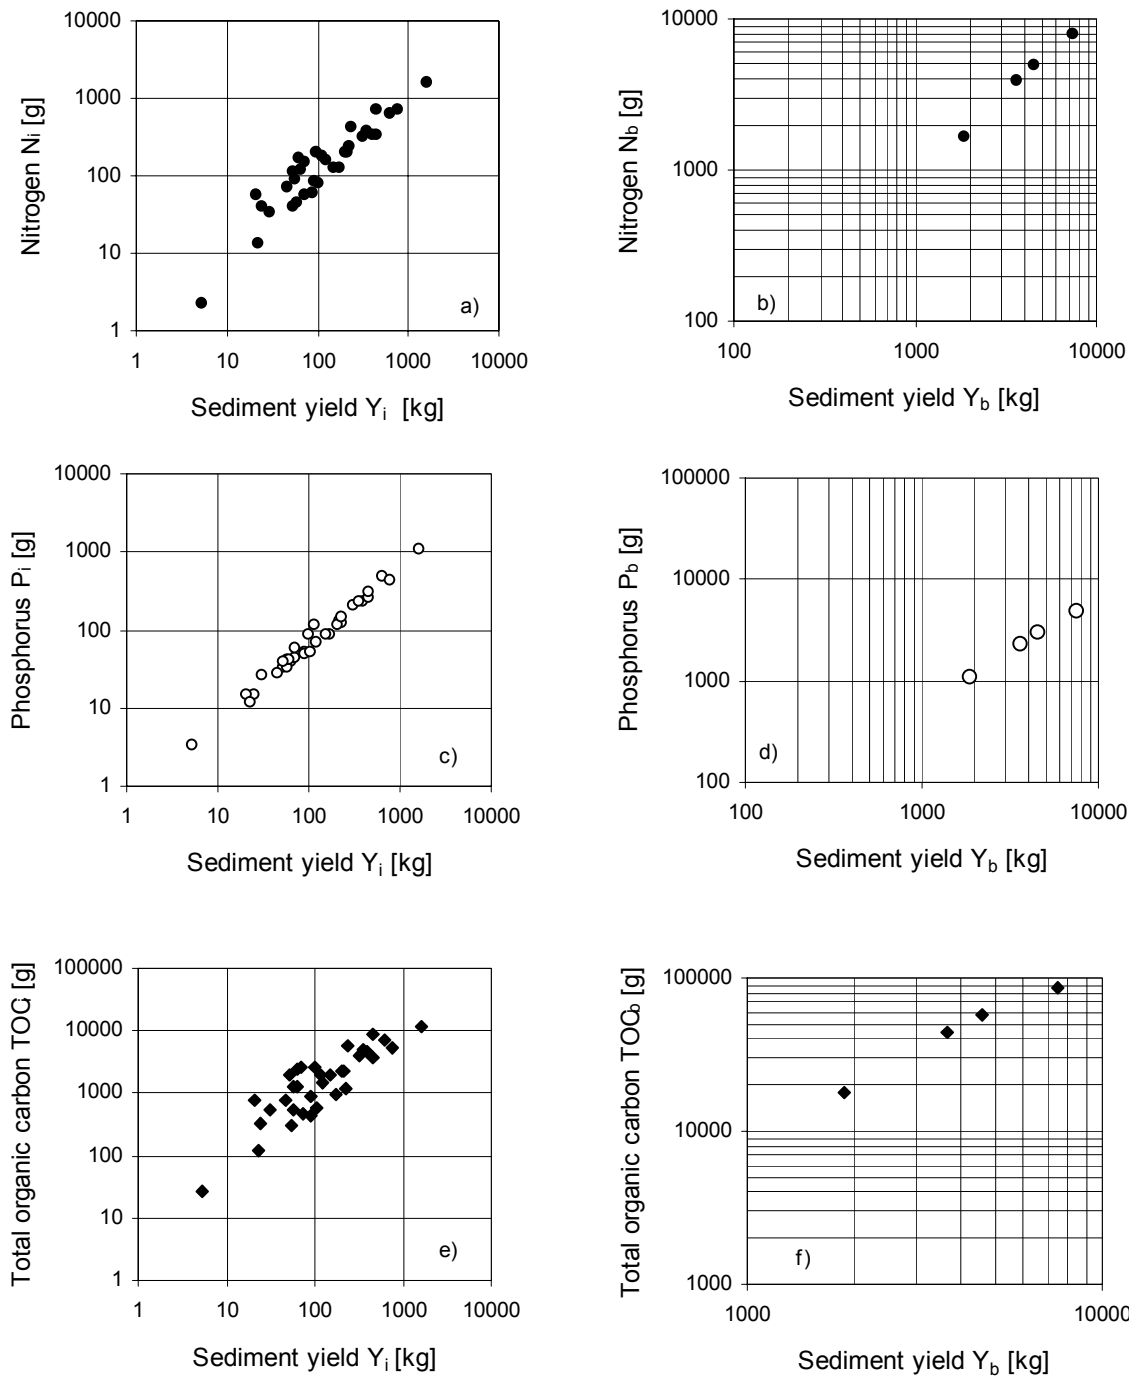 10000
1000
100
10
1
Nitrogen Ni [g]
a)
1 10 100 1000 10000
Sediment yield Yi [kg]
10000
1000
100
Nitrogen Nb [g]
b)
100 1000 10000
Sediment yield Yb [kg]
10000
1000
100
10
1
Phosphorus Pi [g]
c)
1 10 100 1000 10000
Sediment yield Yi [kg]
100000
10000
1000
100
Phosphorus Pb [g]
d)
100 1000 10000
Sediment yield Yb [kg]
100000
10000
1000
100
10
1
Total organic carbon TOC [g]
e)
1 10 100 1000 10000
Sediment yield Yi [kg]
100000
10000
1000
Total organic carbon TOCb [g]
f)
1000 10000
Sediment yield Yb [kg]